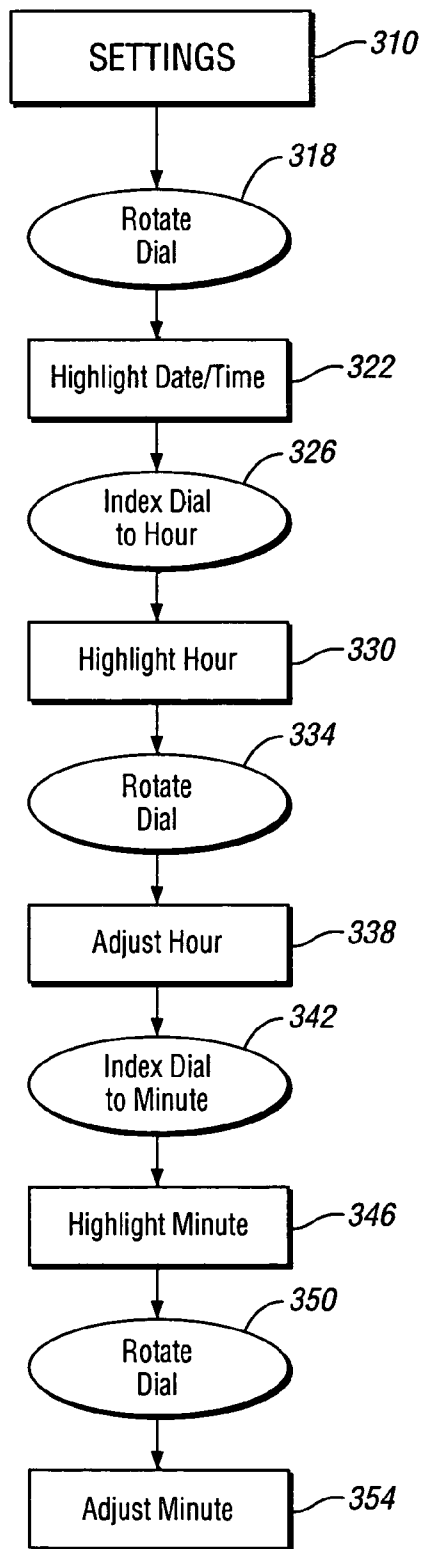 SETTINGS
310
318
Rotate
Dial
Highlight Date/Time
322
326
Index Dial
to Hour
Highlight Hour
330
334
Rotate
Dial
Adjust Hour
338
342
Index Dial
to Minute
Highlight Minute
346
350
Rotate
Dial
Adjust Minute
354